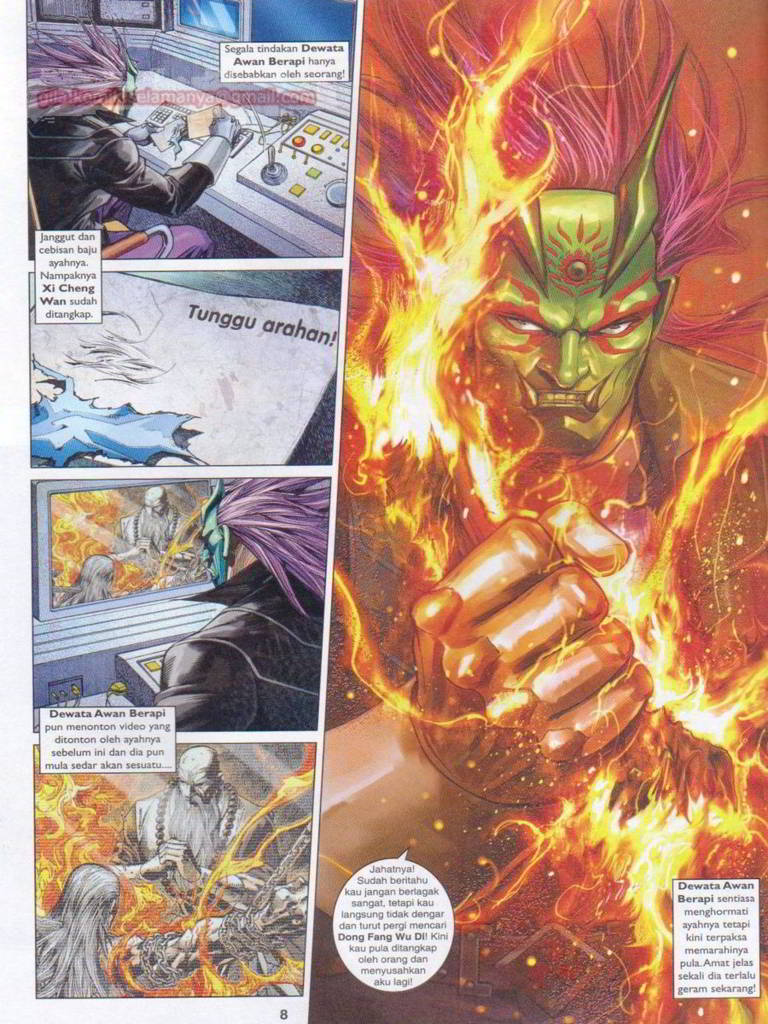 Segala tindakan Dewata
Awan Berapi hanya
disebabkan oleh seorang!
Janggut dan
cebisan baju
ayahnya.
Nampaknya
Xi Cheng
Wan sudah
ditangkap.
Tunggu arahan!
Dewata Awan Berapi
pun menonton video yang
ditonton oleh ayahnya
sebelum ini dan dia pun
mula sedar akan sesuatu....
Jahatnya!
Sudah beritahu
kau jangan berlagak
sangat, tetapi kau
langsung tidak dengar
dan turut pergi mencari
Dong Fang Wu Di! Kini
kau pula ditangkap
oleh orang dan
menyusahkan
aku lagi!
Dewata Awan
Berapi sentiasa
menghormati
ayahnya tetapi
kini terpaksa
memarahinya
pula. Amat jelas
sekali dia terlalu
geram sekarang!
8